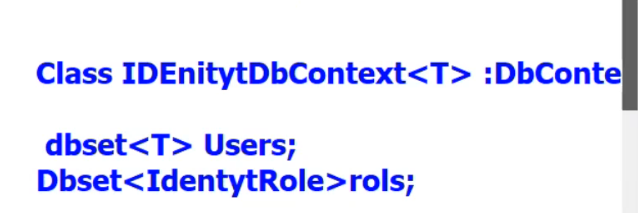 Class IDEnitytDbContext<T> :DbConte
dbset<T> Users;
Dbset<IdentytRole>rols;